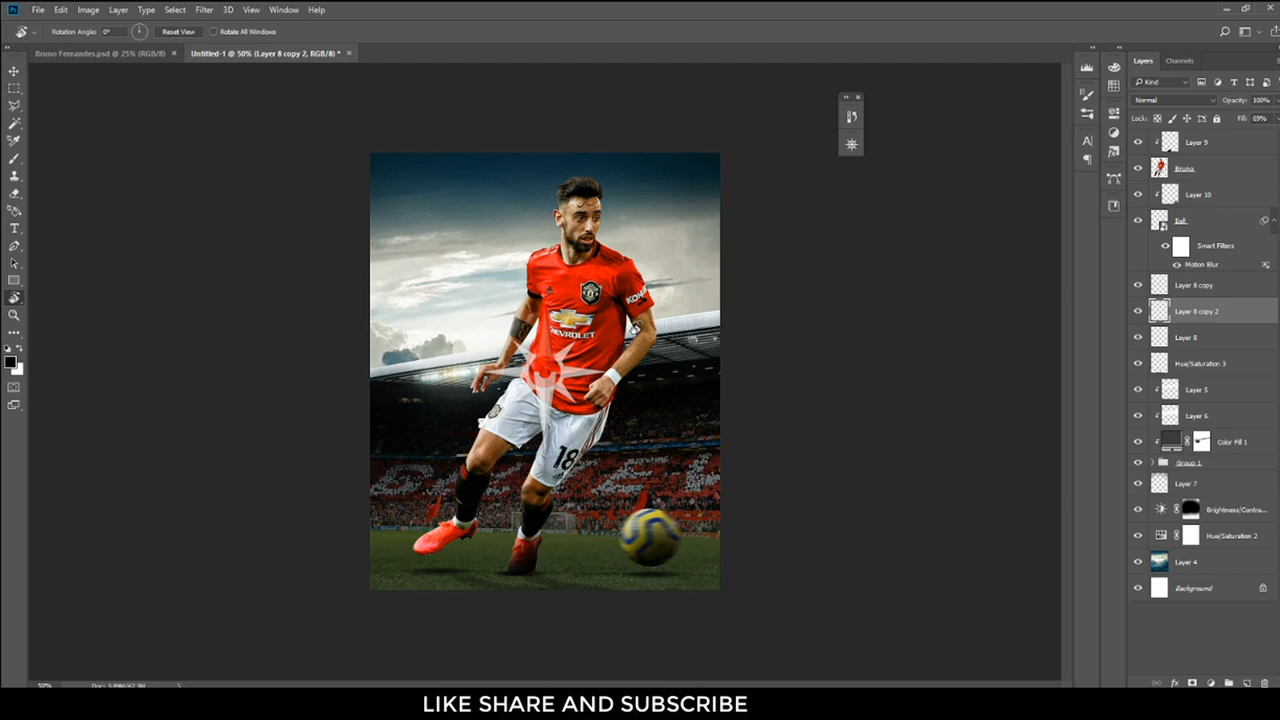 Ps File Edit Image Layer Type Select Filter 3D View Window Help
Rotation Angle: 0° Reset View Rotate All Windows
Bruno Fernandes.psd @ 25% (RGB/8) × Untitled-1 @ 50% (Layer 8 copy 2, RGB/8) * ×
Layers Channels
Kind
Normal Opacity: 100%
Lock: Fill: 69%
Layer 9
Bruno
Layer 10
Ball
Smart Filters
Motion Blur
Layer 8 copy
Layer 8 copy 2
Layer 8
Hue/Saturation 3
Layer 5
Layer 6
Color Fill 1
Group 1
Layer 7
Brightness/Contra...
Hue/Saturation 2
Layer 4
Background
CHEVROLET
18
50%
LIKE SHARE AND SUBSCRIBE